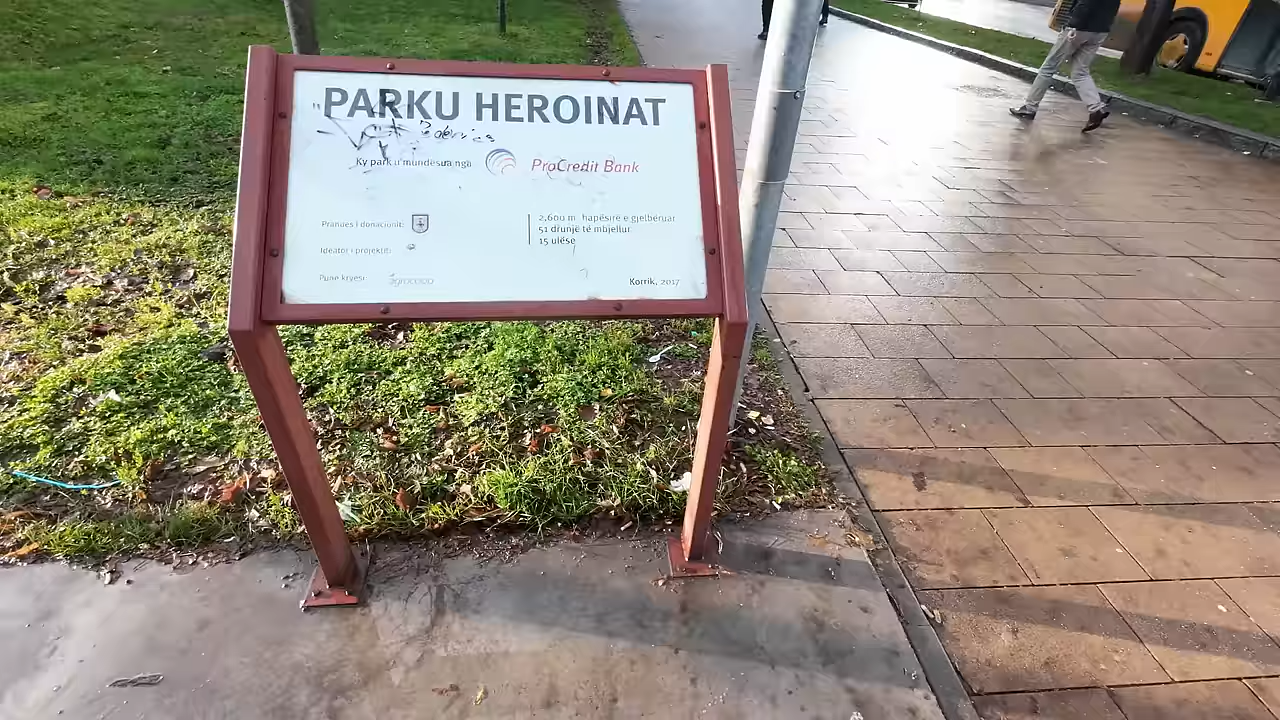 "PARKU HEROINAT
Ky park u mundësua nga ProCredit Bank
Pranues i donacionit:
Ideator i projektit:
Punë kryesi:
2,600 m hapësirë e gjelbëruar
51 drunjë të mbjellur
15 ulëse
Korrik, 2017